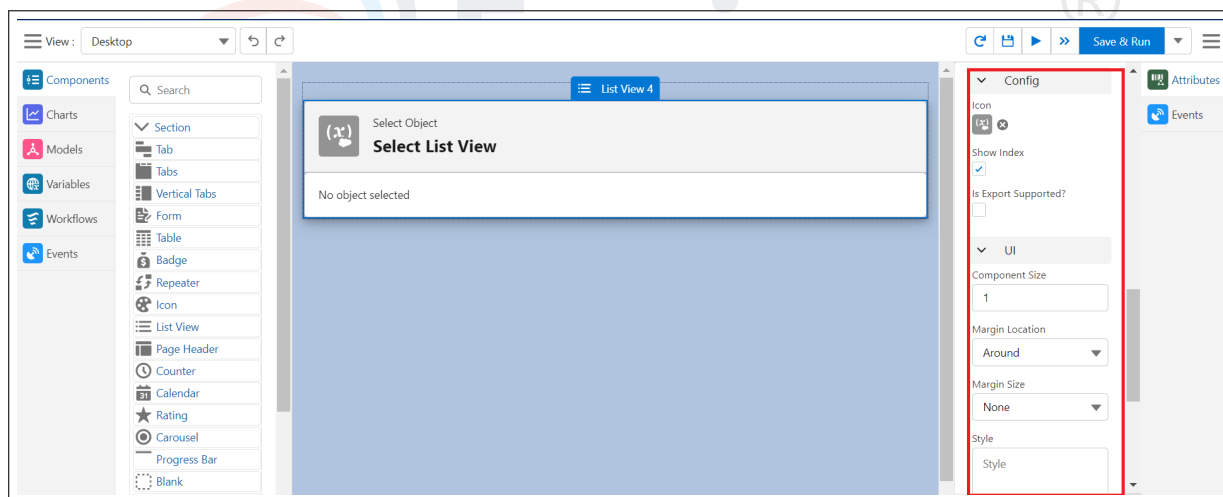 (R)
View :
Desktop
Save & Run
Components
Charts
Models
Variables
Workflows
Events
Search
Section
Tab
Tabs
Vertical Tabs
Form
Table
Badge
Repeater
Icon
List View
Page Header
Counter
31
Calendar
Rating
Carousel
Progress Bar
Blank
List View 4
(x)
Select Object
Select List View
No object selected
Config
Icon
(x)
Show Index
Is Export Supported?
UI
Component Size
1
Margin Location
Around
Margin Size
None
Style
Style
Attributes
Events